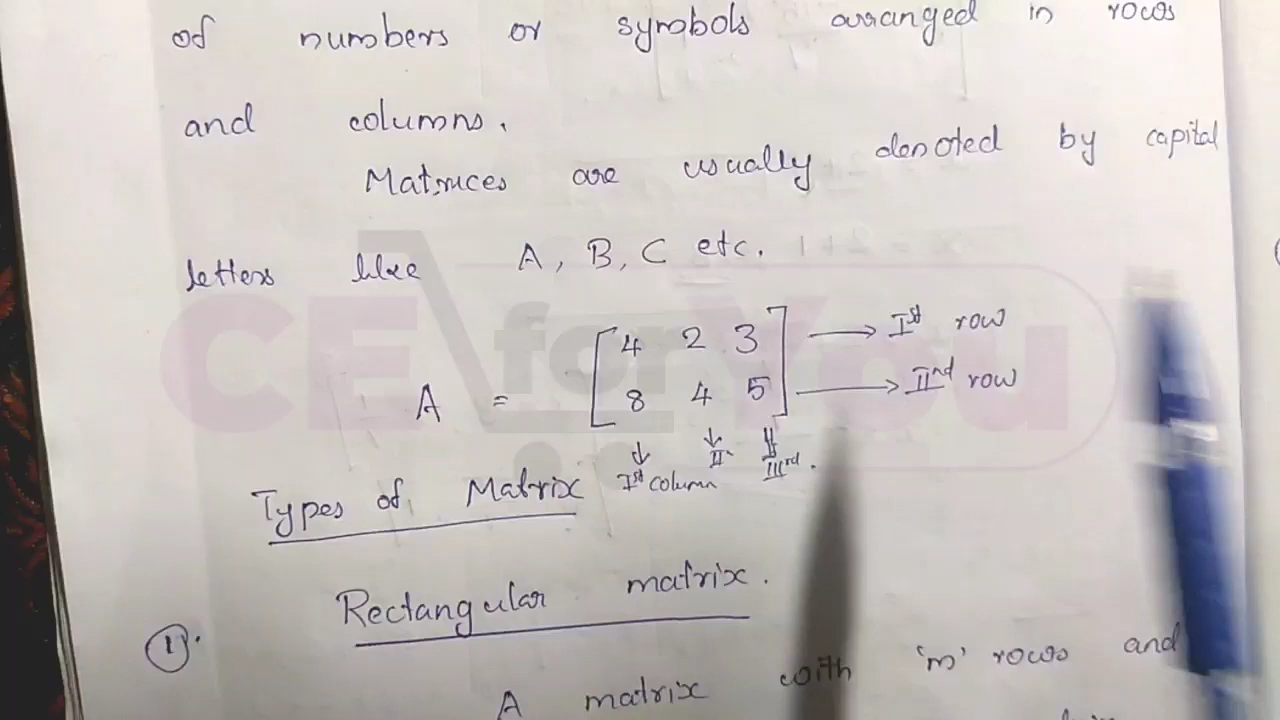 of numbers or symbols arranged in rows
and columns.
Matrices are usually denoted by capital
letters like A, B, C etc.
A = [4 2 3 → Ist row
8 4 5] → IInd row
↓ ↓ ↓
Ist column II IIIrd.
Types of Matrix
1). Rectangular matrix.
A matrix with 'm' rows and
CE for You